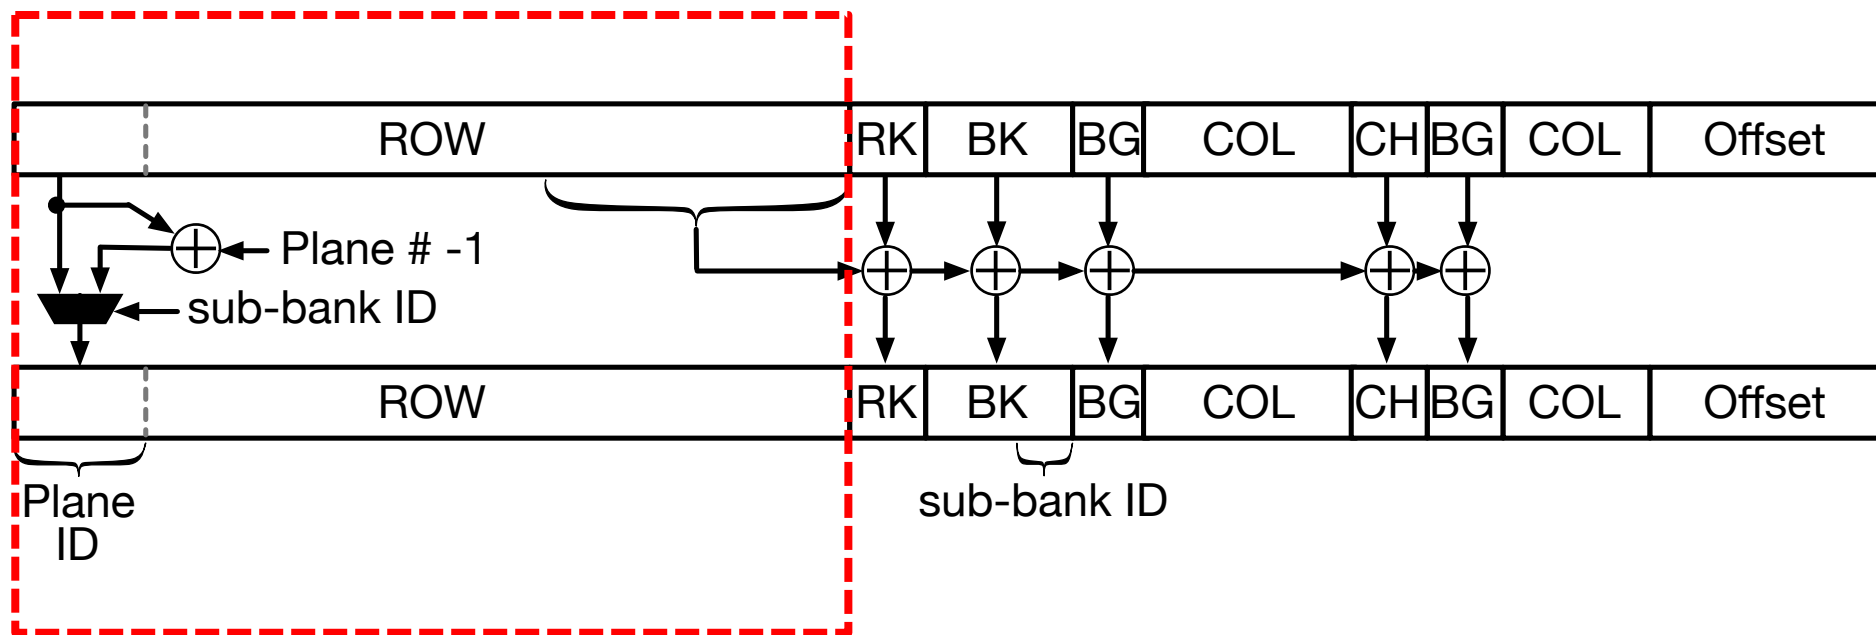 ROW RK BK BG COL CH BG COL Offset
Plane # -1
sub-bank ID
ROW RK BK BG COL CH BG COL Offset
Plane
ID
sub-bank ID